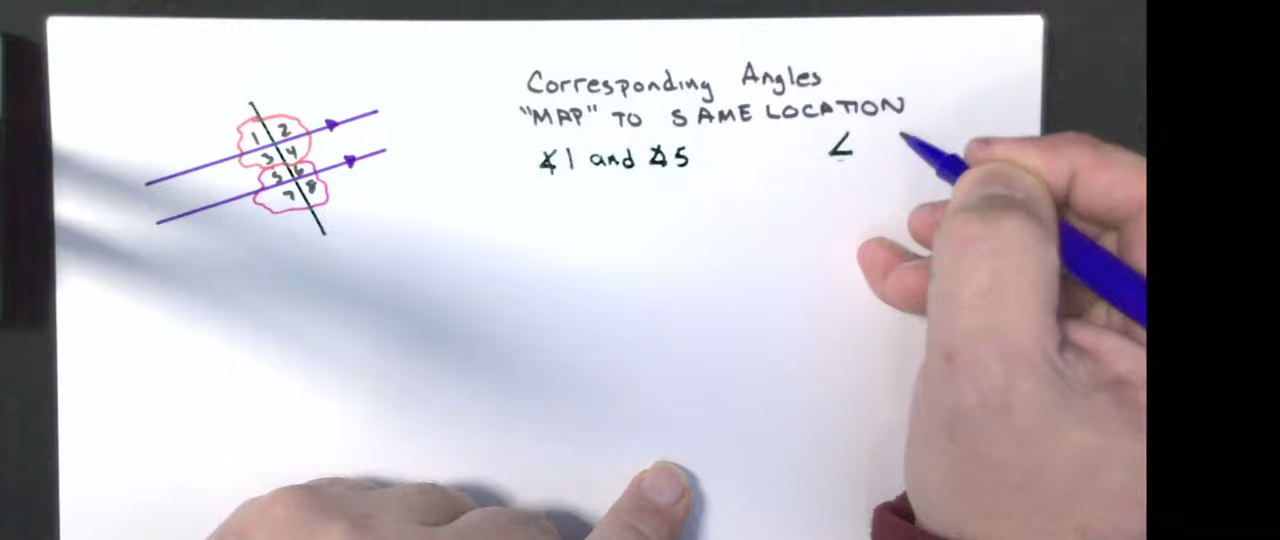 Corresponding Angles
"MAP" TO SAME LOCATION
∡1 and ∡5 ∠
1 2
3 4
5 6
7 8